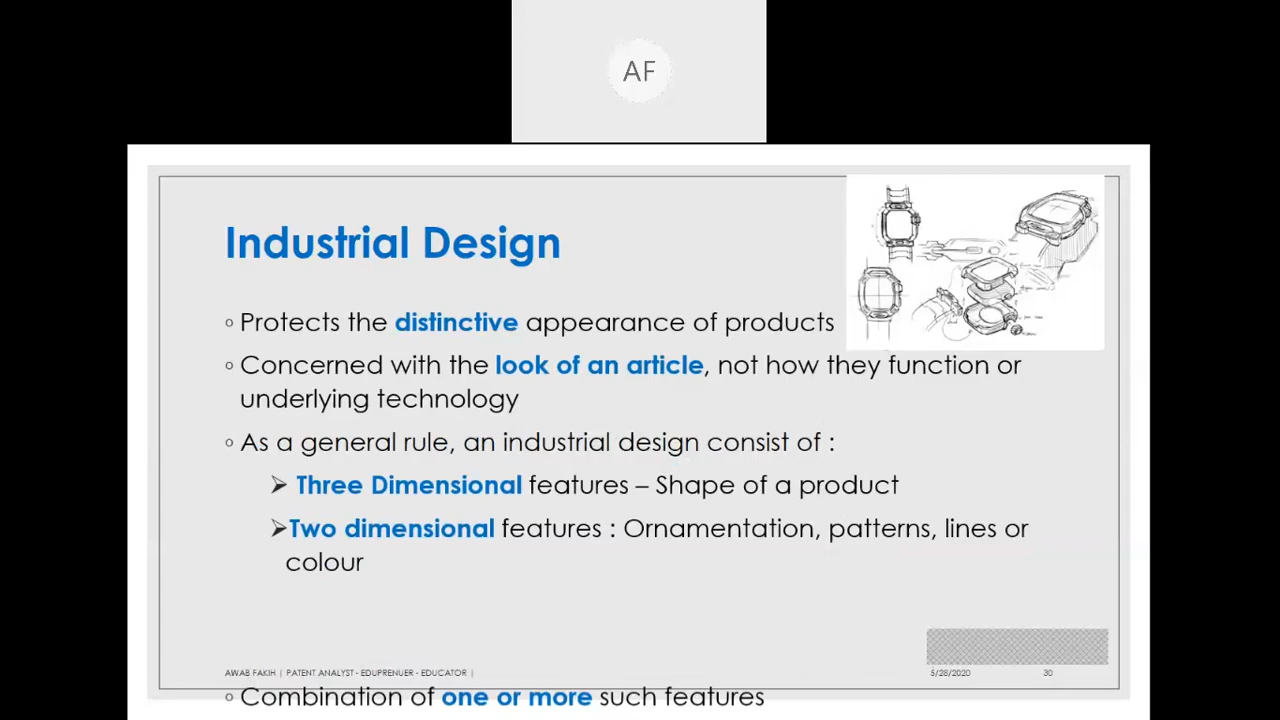 AF
Industrial Design
◦ Protects the distinctive appearance of products
◦ Concerned with the look of an article, not how they function or
underlying technology
◦ As a general rule, an industrial design consist of :
➢ Three Dimensional features – Shape of a product
➢Two dimensional features : Ornamentation, patterns, lines or
colour
AWAB FAKIH | PATENT ANALYST - EDUPRENUER - EDUCATOR |
5/28/2020
30
◦ Combination of one or more such features